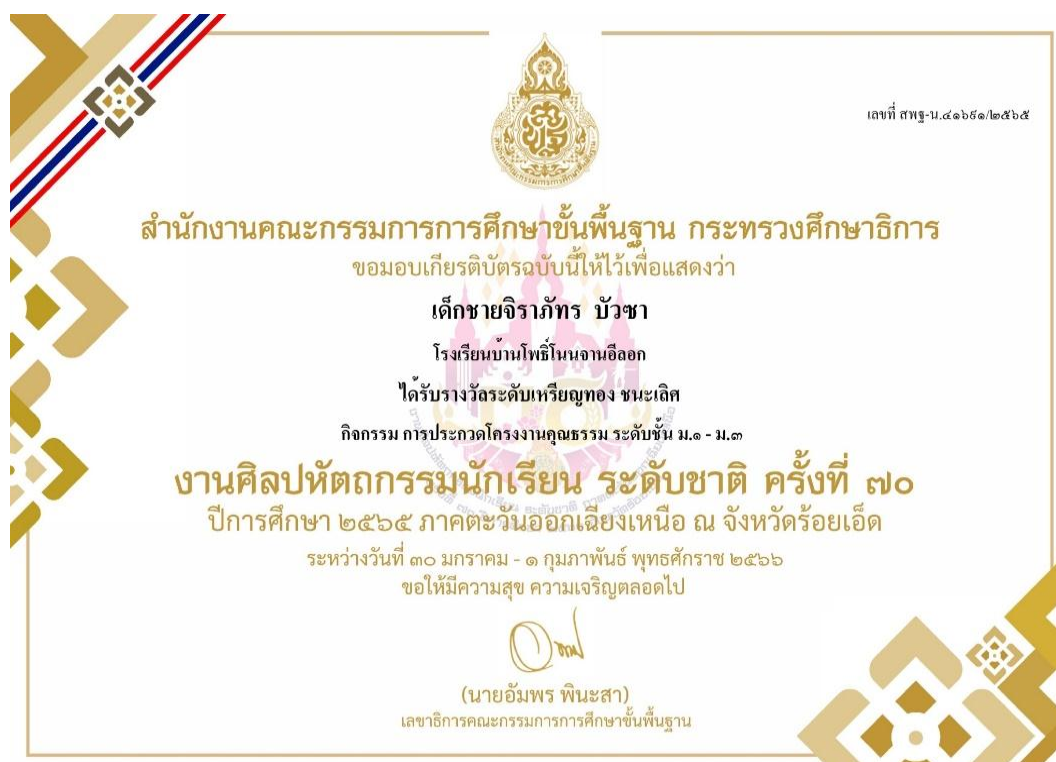 เลขที่ สพฐ-น.๔๑๖๕๑/๒๕๖๕
สำนักงานคณะกรรมการการศึกษาขั้นพื้นฐาน กระทรวงศึกษาธิการ
ขอมอบเกียรติบัตรฉบับนี้ให้ไว้เพื่อแสดงว่า
เด็กชายจิราภัทร บัวซา
โรงเรียนบ้านโพธิ์โนนจานอีลอก
ได้รับรางวัลระดับเหรียญทอง ชนะเลิศ
กิจกรรม การประกวดโครงงานคุณธรรม ระดับชั้น ม.๑ - ม.๓
งานศิลปหัตถกรรมนักเรียน ระดับชาติ ครั้งที่ ๗๐
ปีการศึกษา ๒๕๖๕ ภาคตะวันออกเฉียงเหนือ ณ จังหวัดร้อยเอ็ด
ระหว่างวันที่ ๓๐ มกราคม - ๑ กุมภาพันธ์ พุทธศักราช ๒๕๖๖
ขอให้มีความสุข ความเจริญตลอดไป
(นายอัมพร พินะสา)
เลขาธิการคณะกรรมการการศึกษาขั้นพื้นฐาน